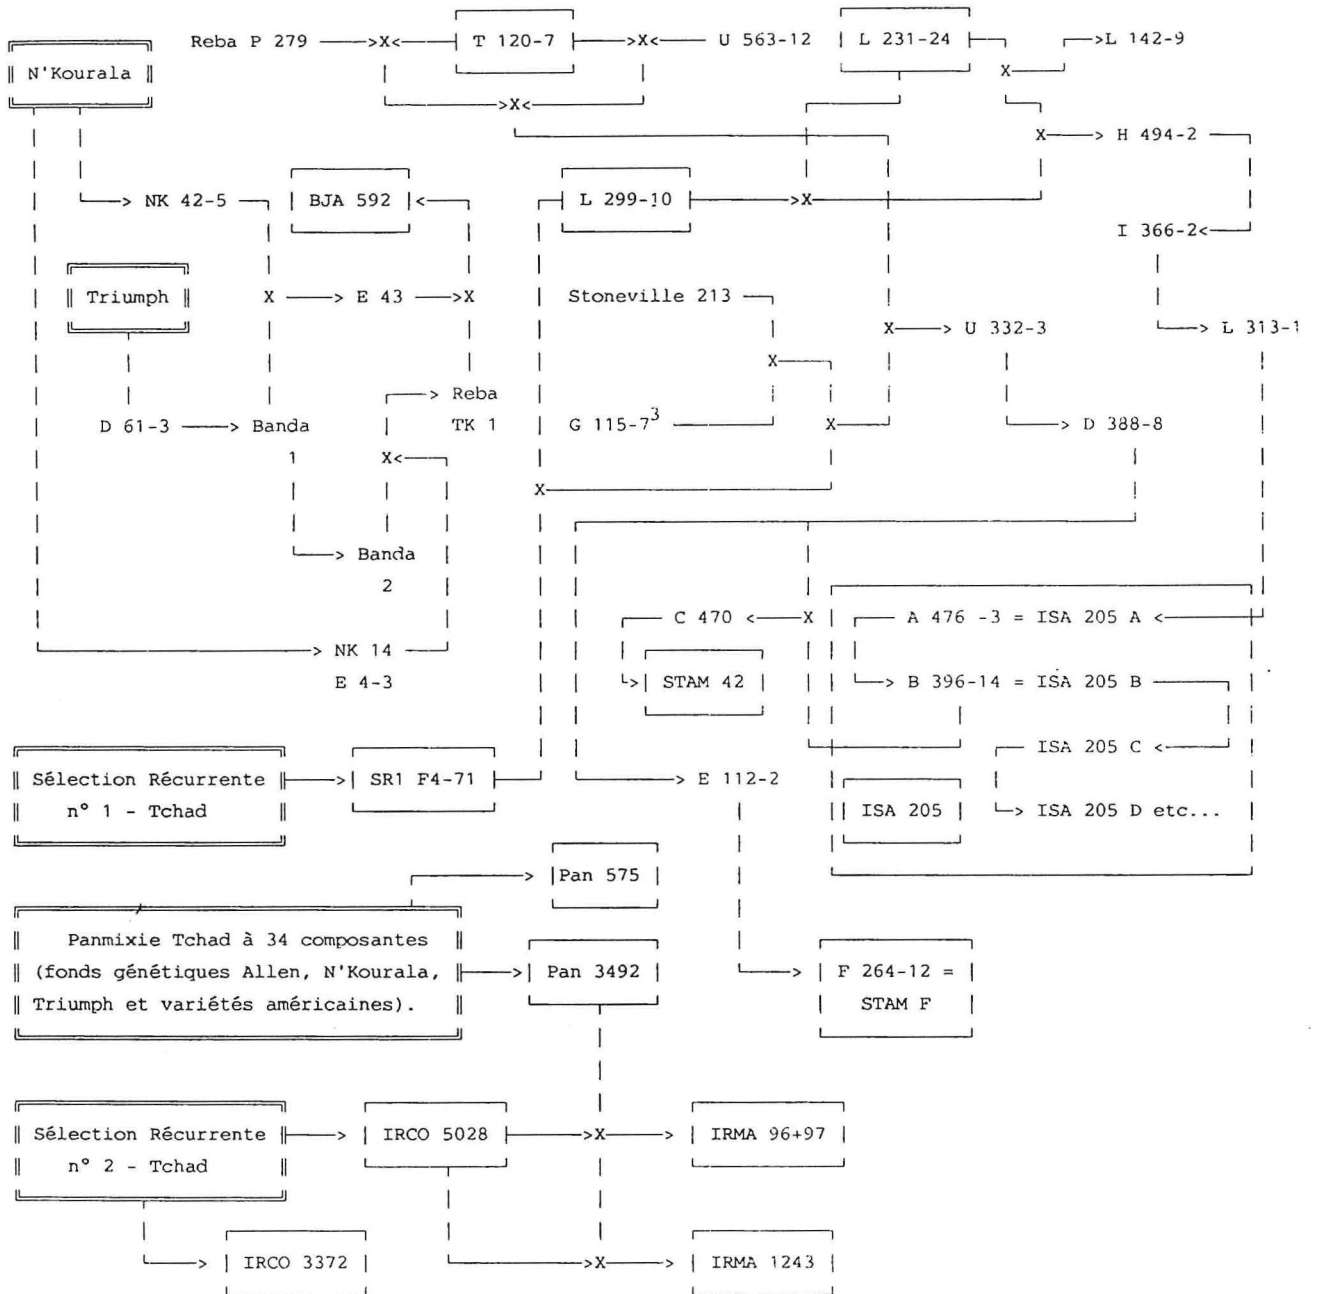 Reba P 279 —>X<— T 120-7 —>X<— U 563-12 L 231-24 >L 142-9
N'Kourala X
>X<
X—> H 494-2
> NK 42-5 BJA 592 <— L 299-10 —>X
I 366-2<—
Triumph X —> E 43 —>X Stoneville 213
X—> U 332-3 > L 313-1
X
> Reba
D 61-3 —> Banda TK 1 G 115-7³ X > D 388-8
1 X<—
X
> Banda
2
C 470 <—X A 476 -3 = ISA 205 A <—
> NK 14 > STAM 42 > B 396-14 = ISA 205 B
E 4-3
ISA 205 C <—
Sélection Récurrente —> SR1 F4-71 > E 112-2
n° 1 - Tchad ISA 205 > ISA 205 D etc...
> Pan 575
Panmixie Tchad à 34 composantes
(fonds génétiques Allen, N'Kourala, —> Pan 3492 > F 264-12 =
Triumph et variétés américaines). STAM F
Sélection Récurrente —> IRCO 5028 —>X—> IRMA 96+97
n° 2 - Tchad
> IRCO 3372 >X—> IRMA 1243